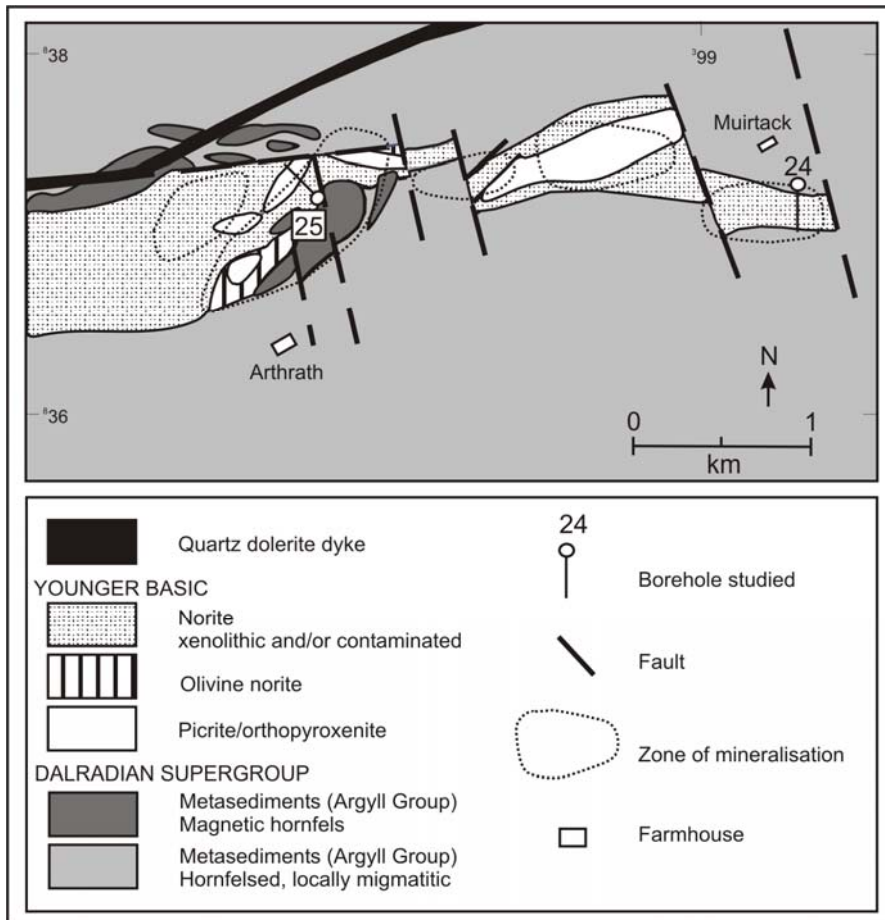 ⁸38
³99
Muirtack
24
25
Arthrath
N
⁸36
0 1
km
Quartz dolerite dyke
YOUNGER BASIC
Norite
xenolithic and/or contaminated
Olivine norite
Picrite/orthopyroxenite
DALRADIAN SUPERGROUP
Metasediments (Argyll Group)
Magnetic hornfels
Metasediments (Argyll Group)
Hornfelsed, locally migmatitic
24
Borehole studied
Fault
Zone of mineralisation
Farmhouse